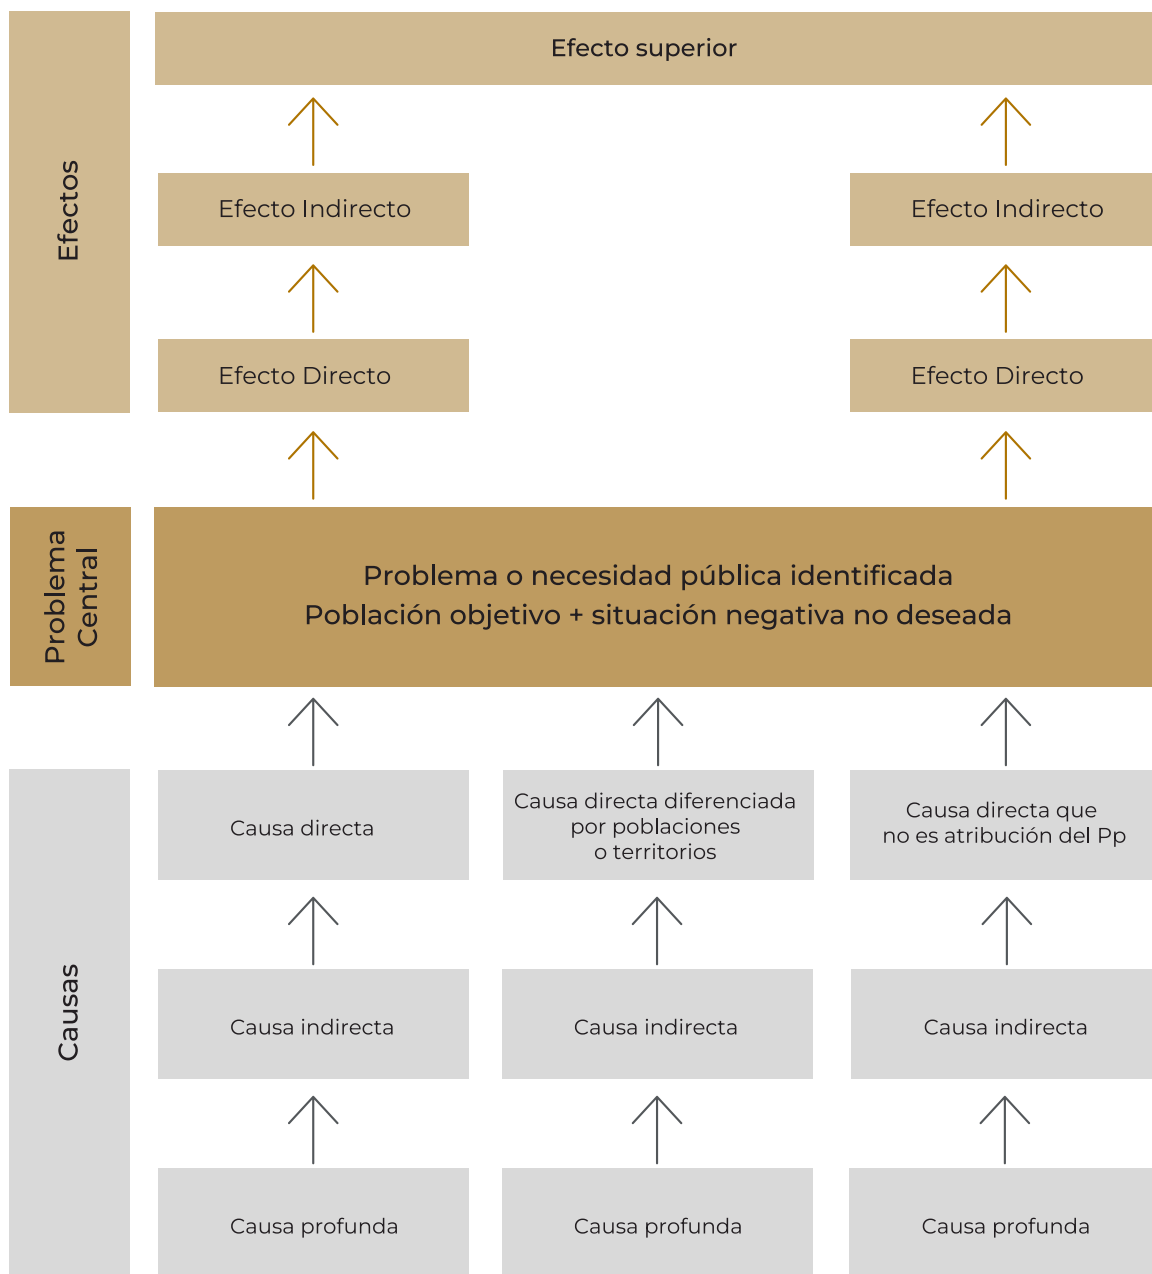 Efectos
Efecto superior
Efecto Indirecto
Efecto Indirecto
Efecto Directo
Efecto Directo
Problema
Central
Problema o necesidad pública identificada
Población objetivo + situación negativa no deseada
Causas
Causa directa
Causa directa diferenciada
por poblaciones
o territorios
Causa directa que
no es atribución del Pp
Causa indirecta
Causa indirecta
Causa indirecta
Causa profunda
Causa profunda
Causa profunda